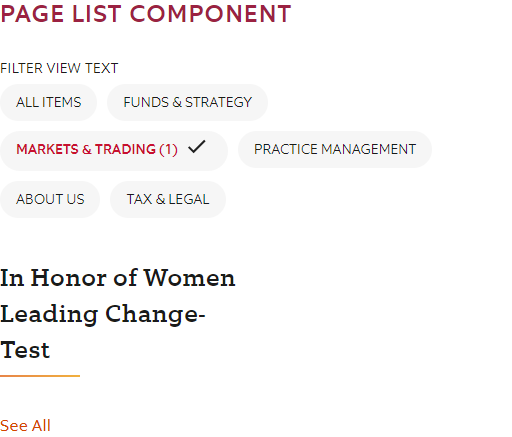 PAGE LIST COMPONENT
FILTER VIEW TEXT
ALL ITEMS FUNDS & STRATEGY
MARKETS & TRADING (1) PRACTICE MANAGEMENT
ABOUT US TAX & LEGAL
In Honor of Women
Leading Change-
Test
See All